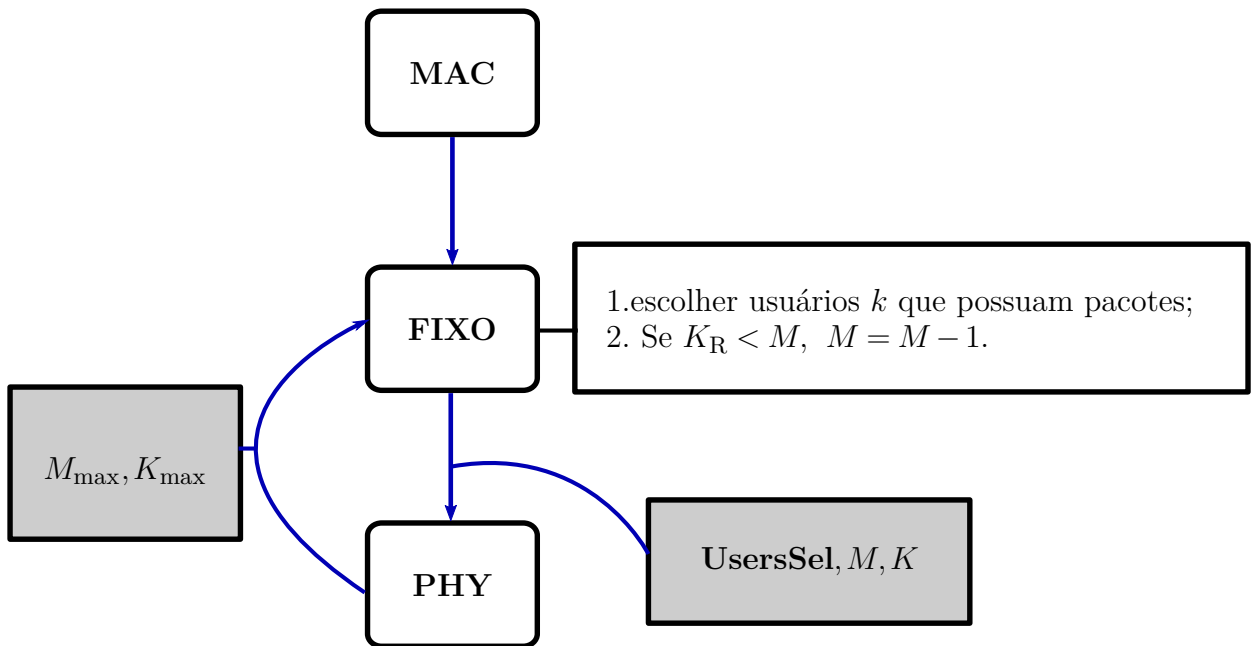 MAC
FIXO
1.escolher usuários k que possuam pacotes;
2. Se K_R < M, M = M − 1.
M_max, K_max
UsersSel, M, K
PHY